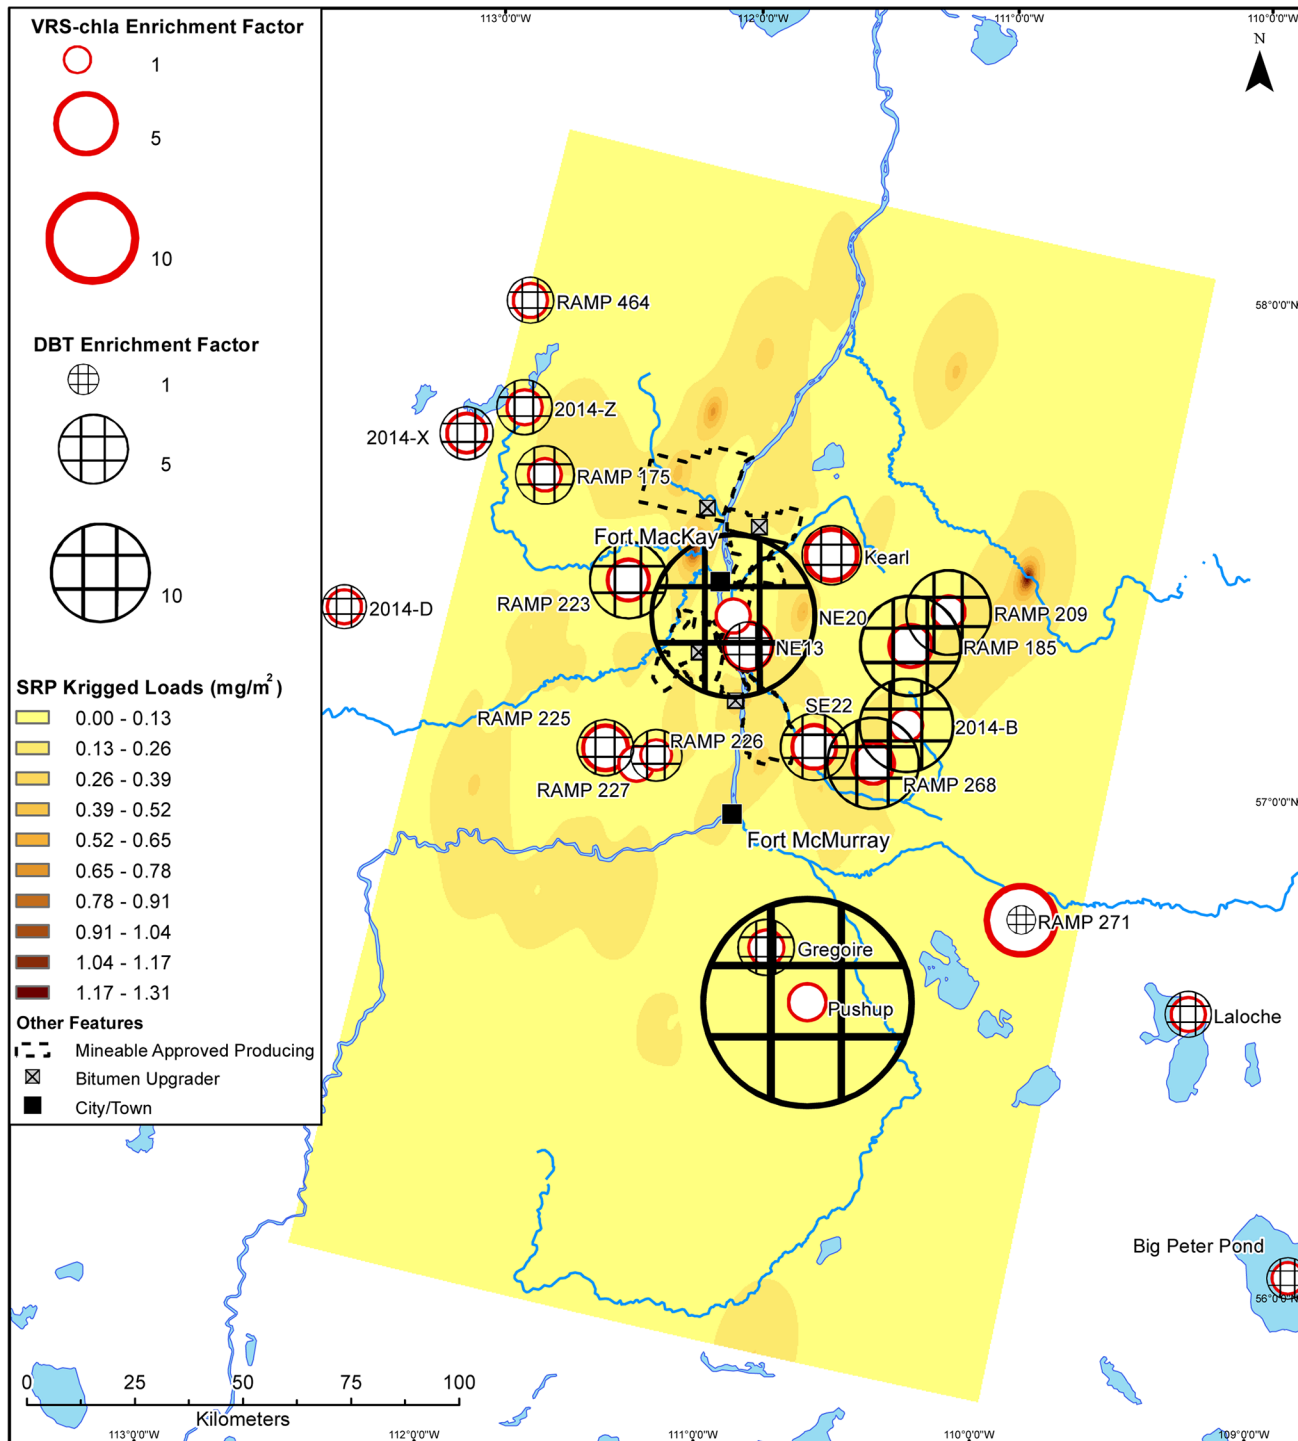 113°0'0"W
112°0'0"W
111°0'0"W
110°0'0"W
VRS-chla Enrichment Factor
1
5
10
DBT Enrichment Factor
1
5
10
SRP Krigged Loads (mg/m²)
0.00 - 0.13
0.13 - 0.26
0.26 - 0.39
0.39 - 0.52
0.52 - 0.65
0.65 - 0.78
0.78 - 0.91
0.91 - 1.04
1.04 - 1.17
1.17 - 1.31
Other Features
Mineable Approved Producing
Bitumen Upgrader
City/Town
N
58°0'0"N
RAMP 464
2014-Z
2014-X
RAMP 175
Fort MacKay
Kearl
RAMP 223
2014-D
NE20
RAMP 209
NE13
RAMP 185
SE22
RAMP 225
2014-B
RAMP 226
RAMP 227
RAMP 268
57°0'0"N
Fort McMurray
RAMP 271
Gregoire
Pushup
Laloche
Big Peter Pond
56°0'0"N
0 25 50 75 100
Kilometers
113°0'0"W
112°0'0"W
111°0'0"W
110°0'0"W
109°0'0"W